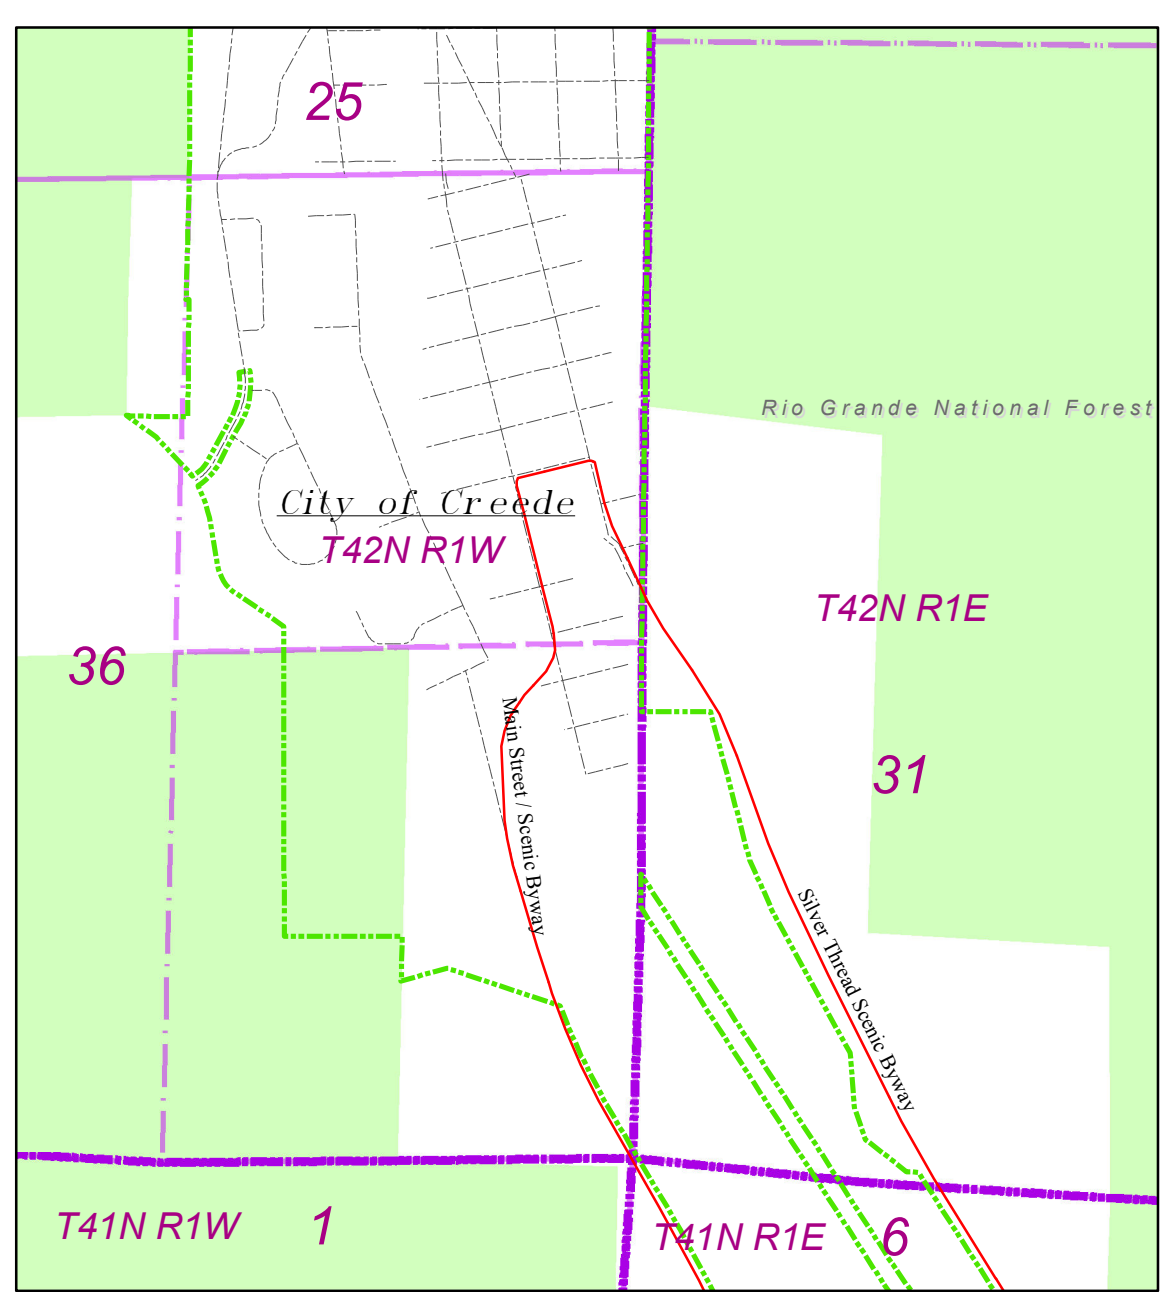 25
Rio Grande National Forest
City of Creede
T42N R1W
T42N R1E
36
Main Street / Scenic Byway
31
Silver Thread Scenic Byway
T41N R1W
1
T41N R1E
6